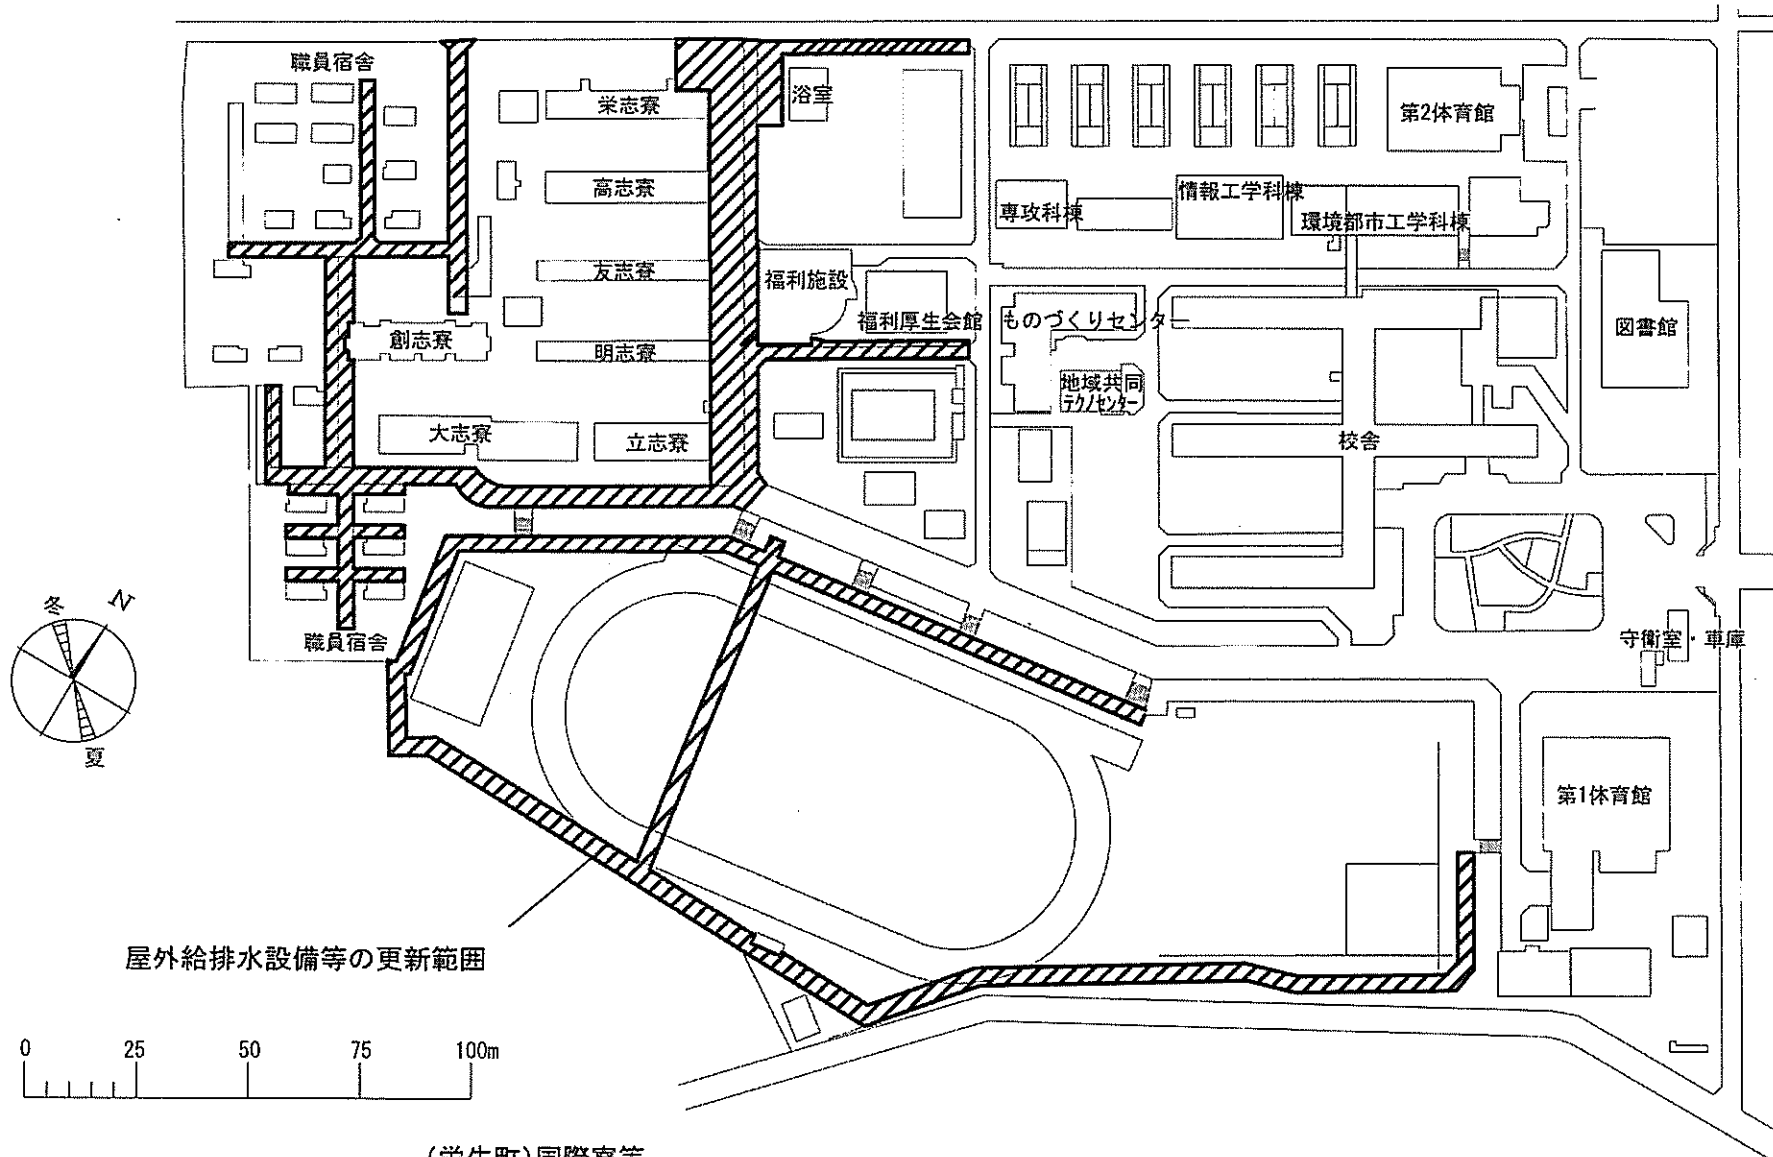 職員宿舎
栄志寮
浴室
第2体育館
高志寮
専攻科棟
情報工学科棟
環境都市工学科棟
友志寮
福利施設
福利厚生会館
ものづくりセンター
図書館
創志寮
明志寮
地域共同
テクノセンター
大志寮
立志寮
校舎
冬
N
夏
職員宿舎
守衛室・車庫
第1体育館
屋外給排水設備等の更新範囲
0 25 50 75 100m